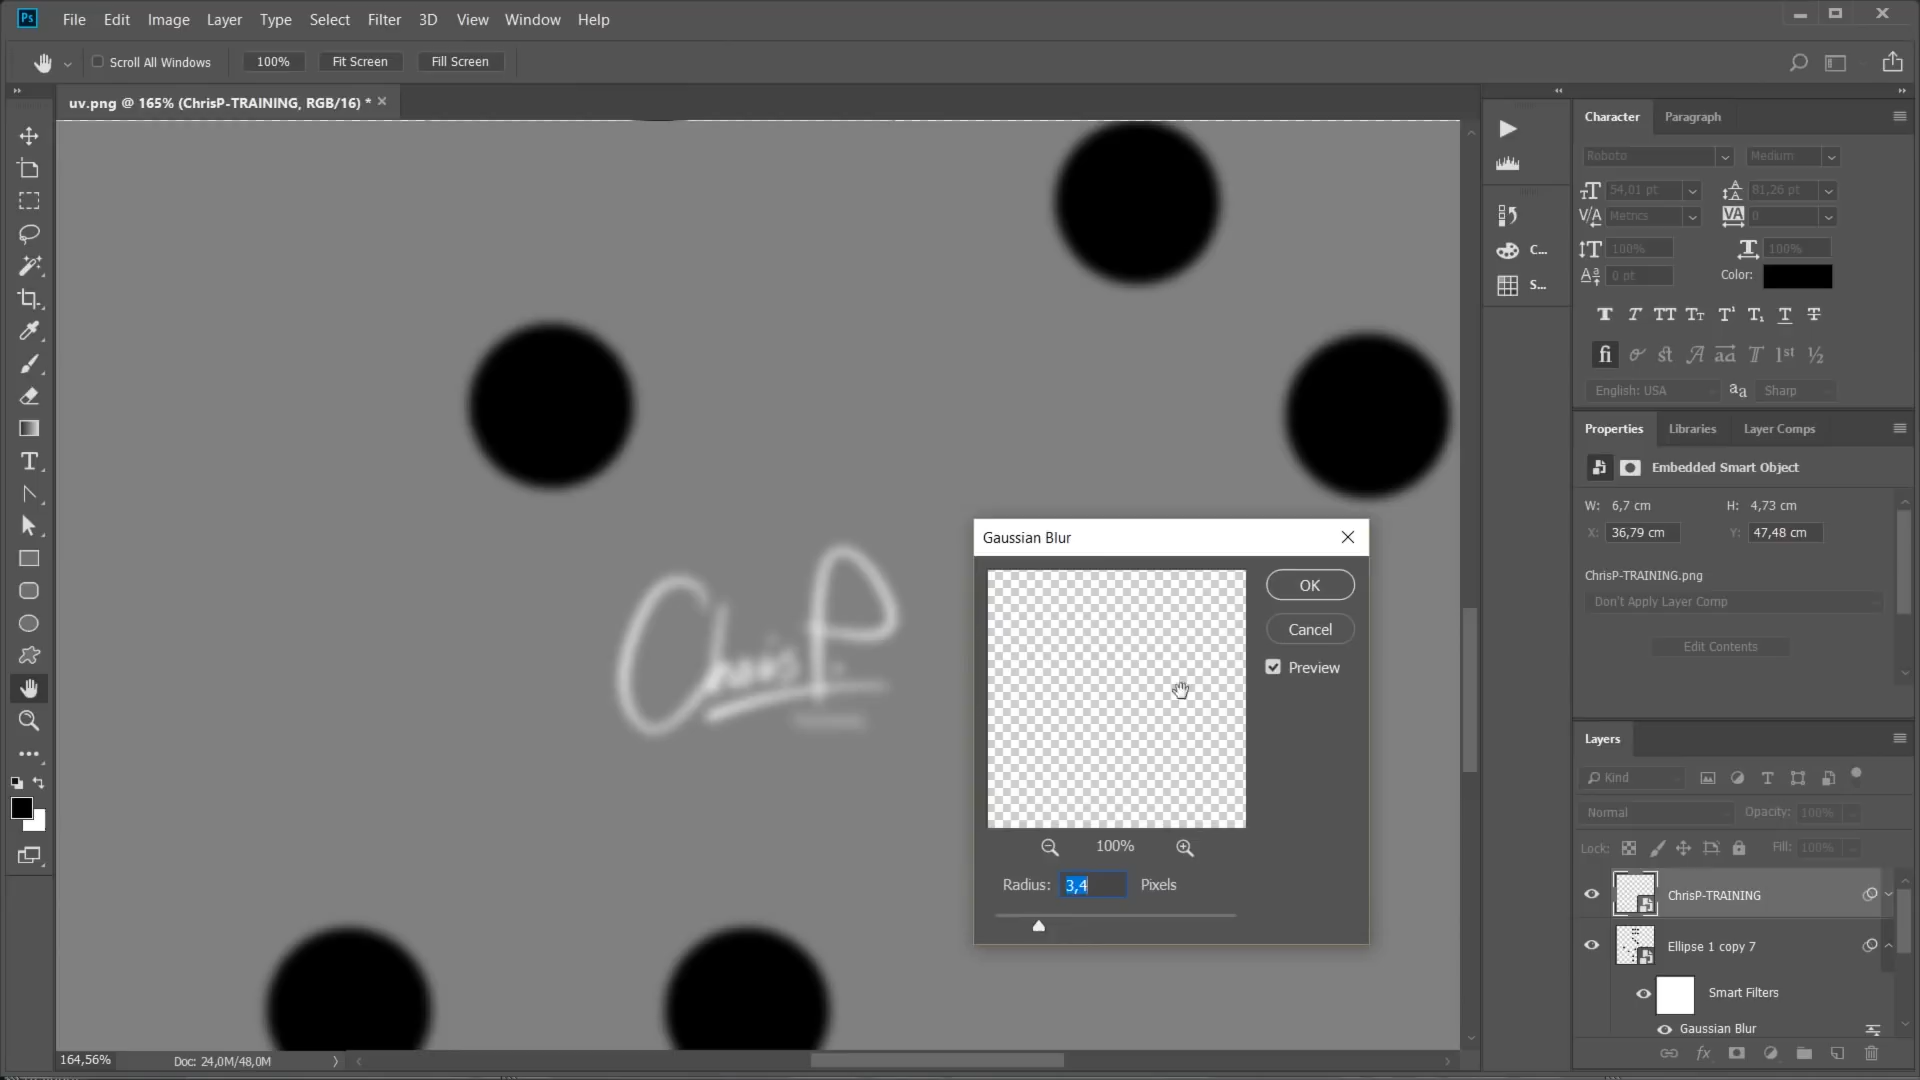 Ps File Edit Image Layer Type Select Filter 3D View Window Help
Scroll All Windows 100% Fit Screen Fill Screen
uv.png @ 165% (ChrisP-TRAINING, RGB/16) *
Character Paragraph
Roboto Medium
54,01 pt 81,26 pt
Metrics 0
100% 100%
0 pt Color:
English: USA aa Sharp
C...
S...
Properties Libraries Layer Comps
Embedded Smart Object
W: 6,7 cm H: 4,73 cm
X: 36,79 cm Y: 47,48 cm
ChrisP-TRAINING.png
Don't Apply Layer Comp
Edit Contents
Chris P.
Gaussian Blur
OK
Cancel
Preview
100%
Radius: 3,4 Pixels
Layers
Kind
Normal Opacity: 100%
Lock: Fill: 100%
ChrisP-TRAINING
Ellipse 1 copy 7
Smart Filters
Gaussian Blur
164,56% Doc: 24,0M/48,0M